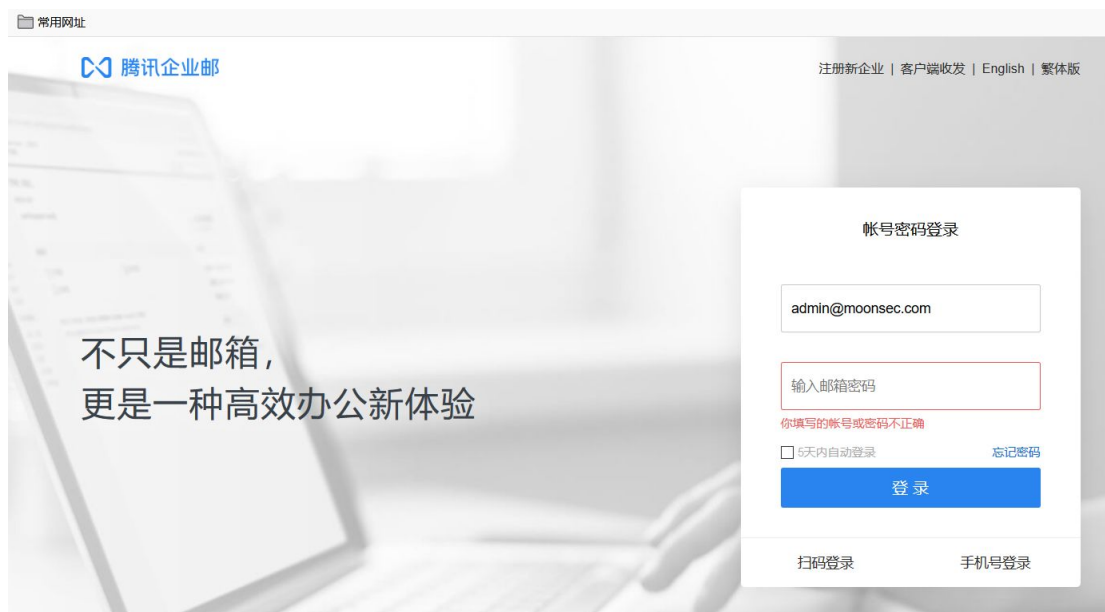 常用网址
腾讯企业邮
注册新企业 | 客户端收发 | English | 繁体版
不只是邮箱，
更是一种高效办公新体验
帐号密码登录
admin@moonsec.com
输入邮箱密码
你填写的帐号或密码不正确
5天内自动登录 忘记密码
登 录
扫码登录 手机号登录